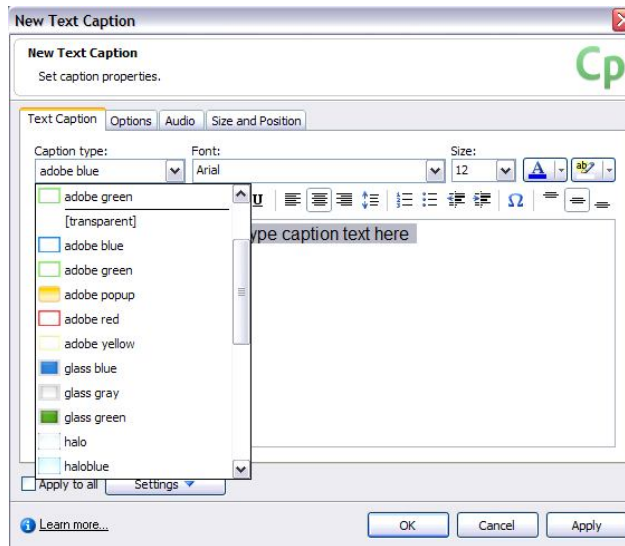 New Text Caption
New Text Caption
Set caption properties.
Cp
Text Caption Options Audio Size and Position
Caption type: Font: Size:
adobe blue Arial 12 A ab
adobe green
U Ω
[transparent]
adobe blue ype caption text here
adobe green
adobe popup
adobe red
adobe yellow
glass blue
glass gray
glass green
halo
haloblue
Apply to all Settings
Learn more... OK Cancel Apply